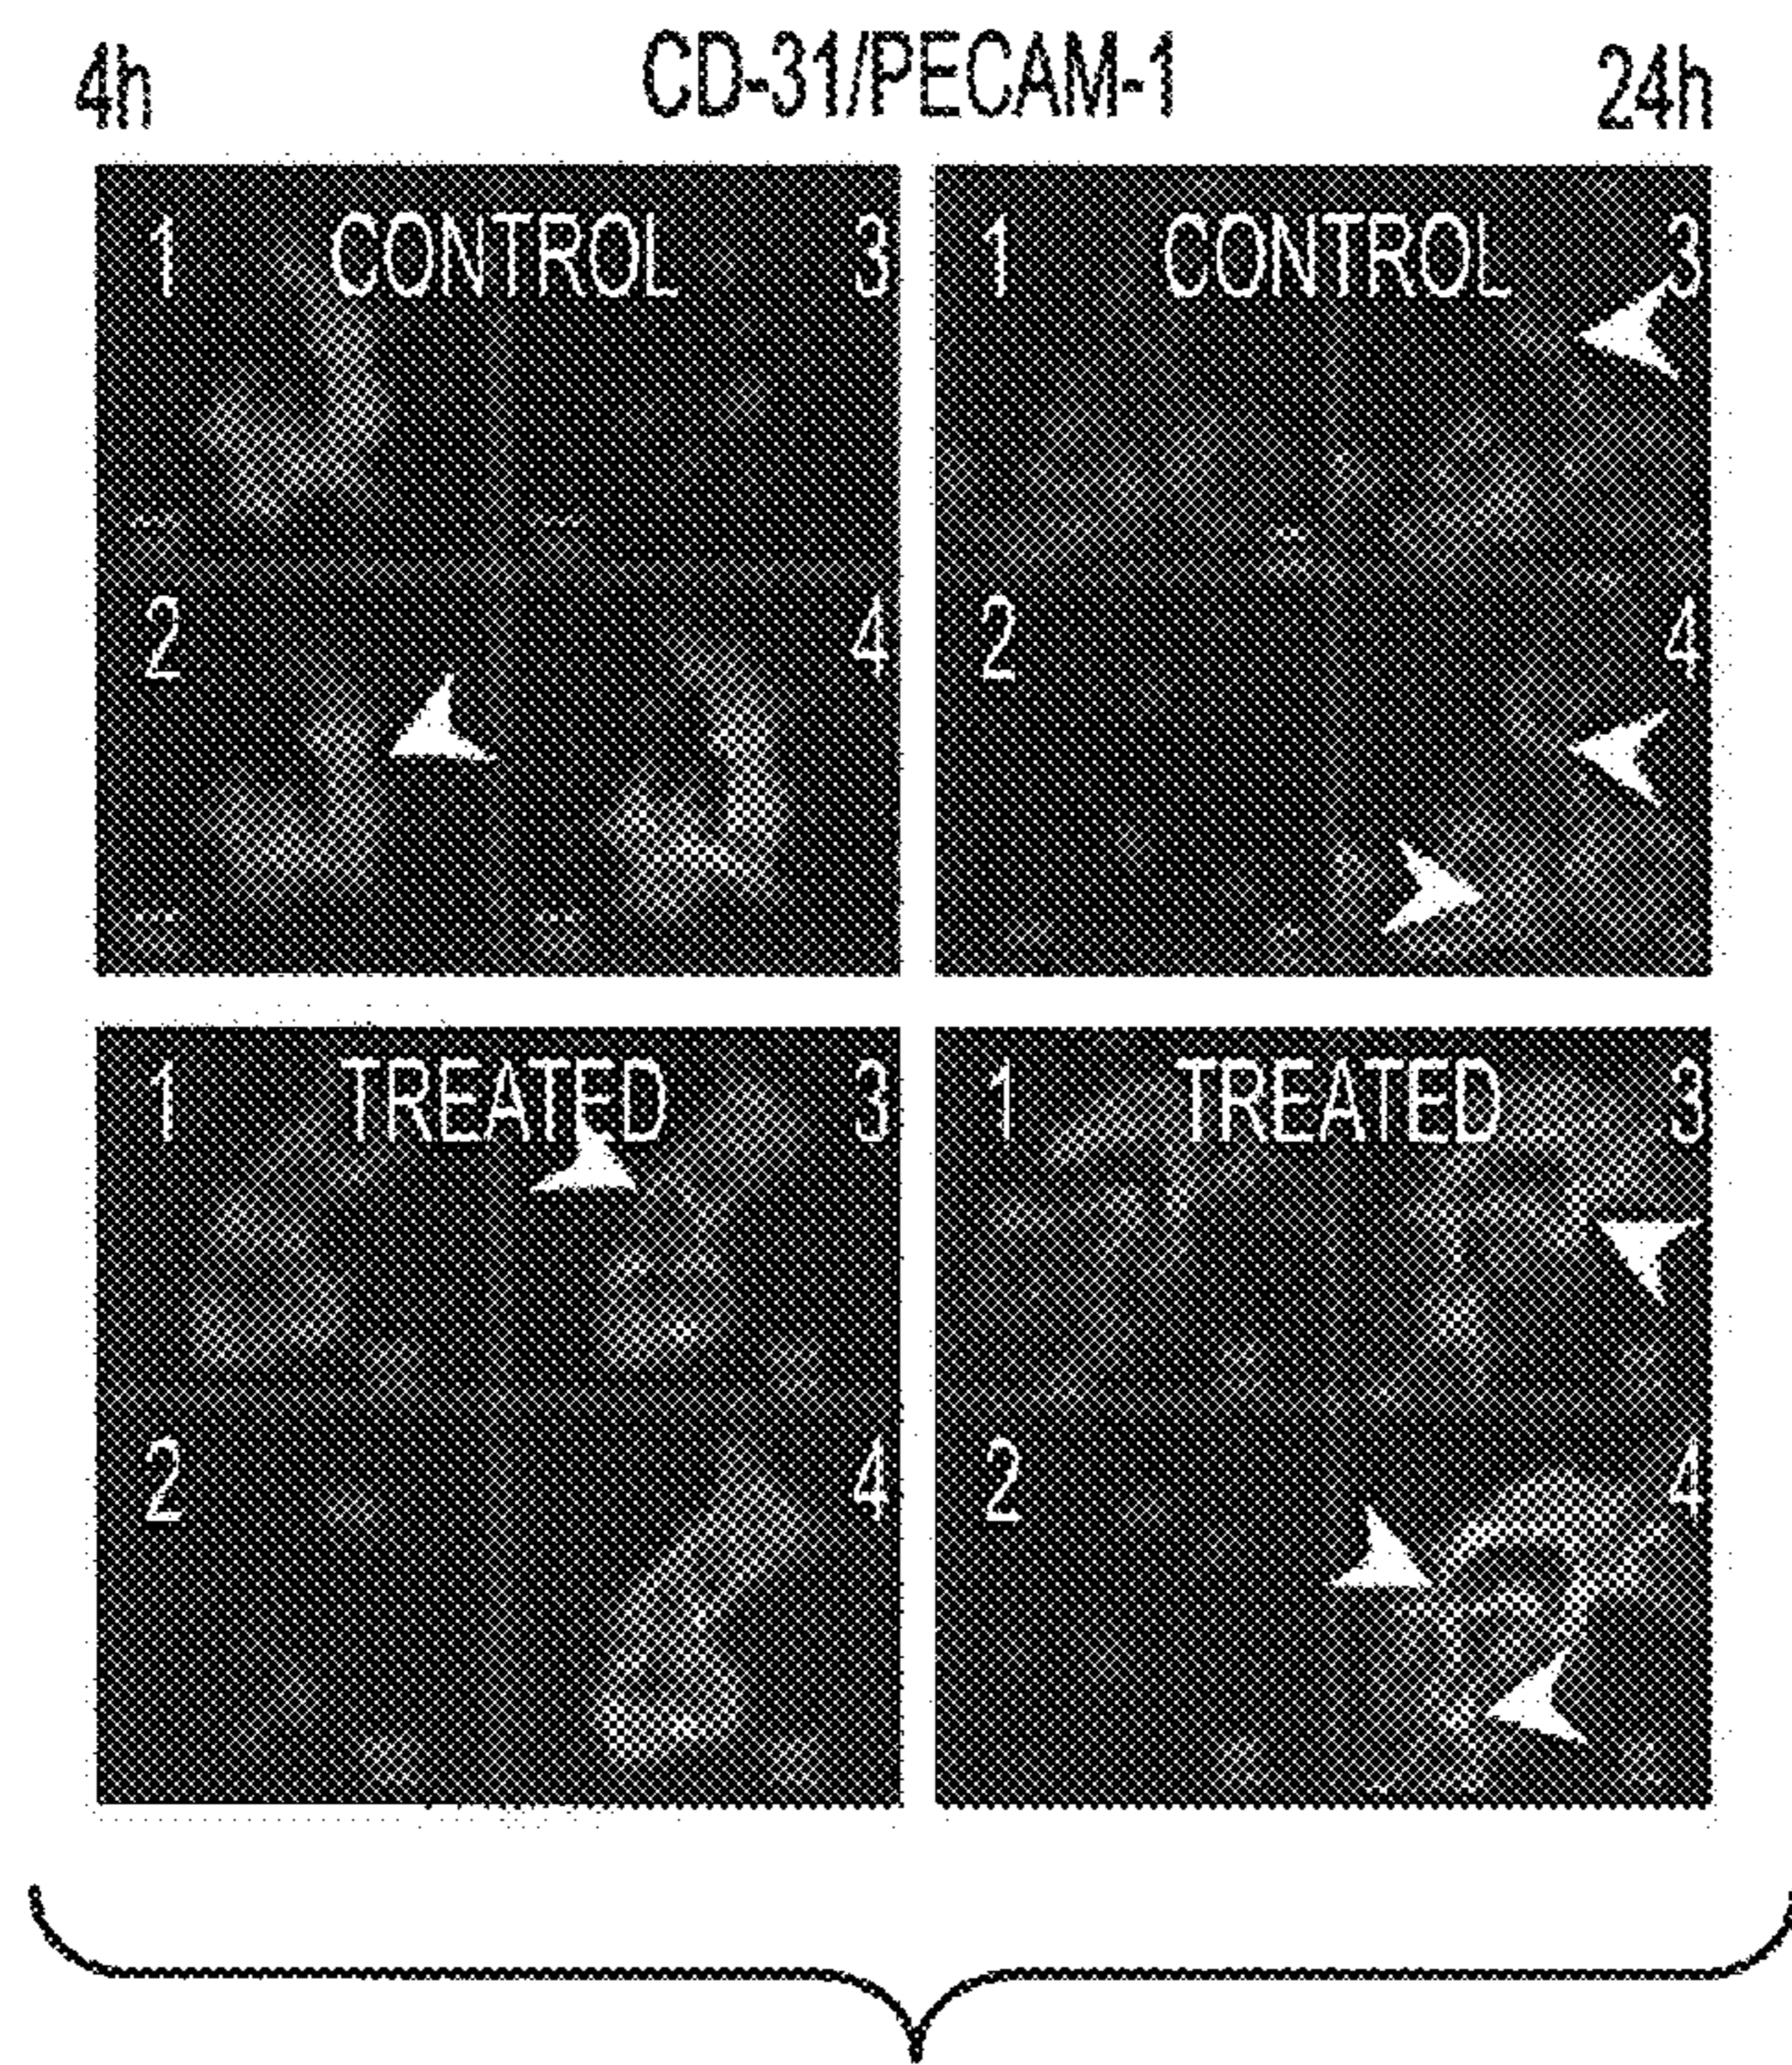 4h CD-31/PECAM-1 24h
1 CONTROL 3 1 CONTROL 3
2 4 2 4
1 TREATED 3 1 TREATED 3
2 4 2 4